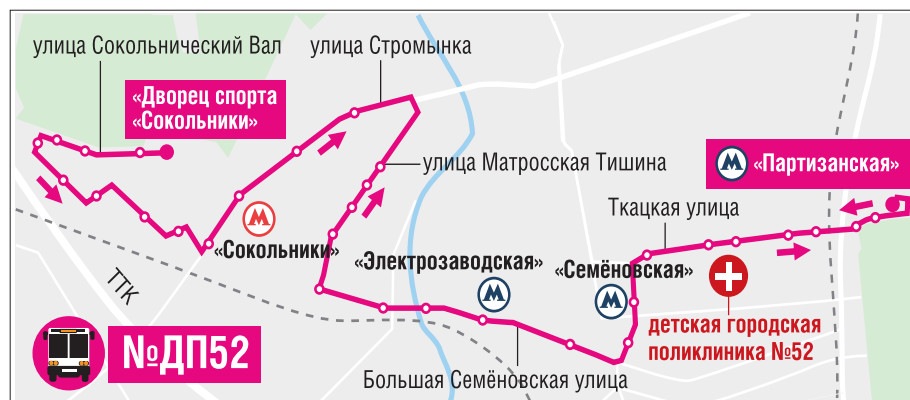 улица Сокольнический Вал
улица Стромынка
«Дворец спорта
«Сокольники»
улица Матросская Тишина
М «Партизанская»
Ткацкая улица
М
«Сокольники»
«Электрозаводская»
М
«Семёновская»
М
ТТК
детская городская
поликлиника №52
№ДП52
Большая Семёновская улица